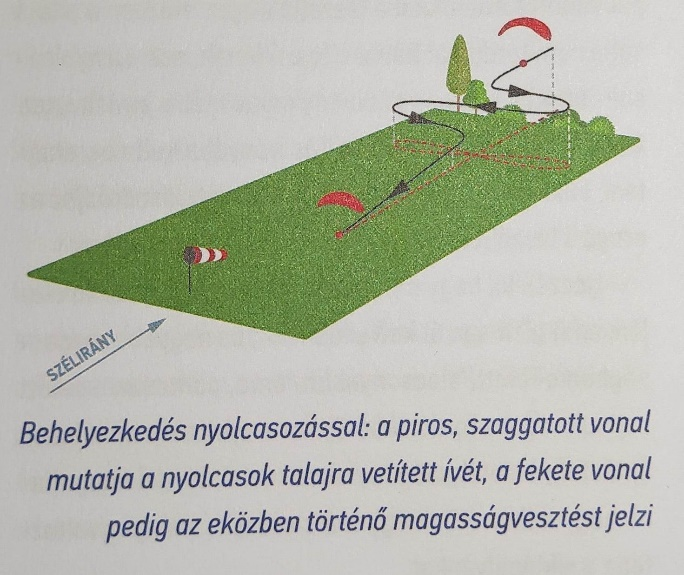 SZÉLIRÁNY
Behelyezkedés nyolcasozással: a piros, szaggatott vonal
mutatja a nyolcasok talajra vetített ívét, a fekete vonal
pedig az eközben történő magasságvesztést jelzi